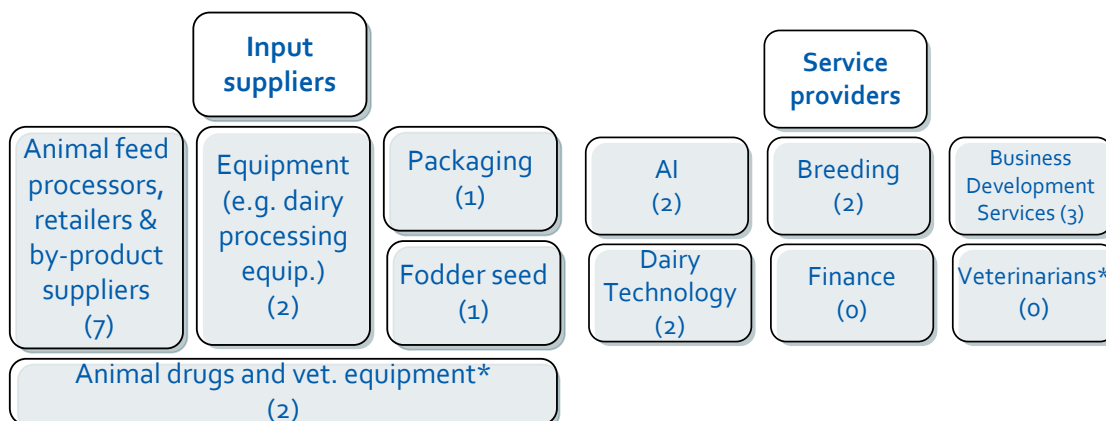 Input
suppliers
Animal feed
processors,
retailers &
by-product
suppliers
(7)
Equipment
(e.g. dairy
processing
equip.)
(2)
Packaging
(1)
Fodder seed
(1)
Animal drugs and vet. equipment*
(2)
Service
providers
AI
(2)
Breeding
(2)
Business
Development
Services (3)
Dairy
Technology
(2)
Finance
(0)
Veterinarians*
(0)